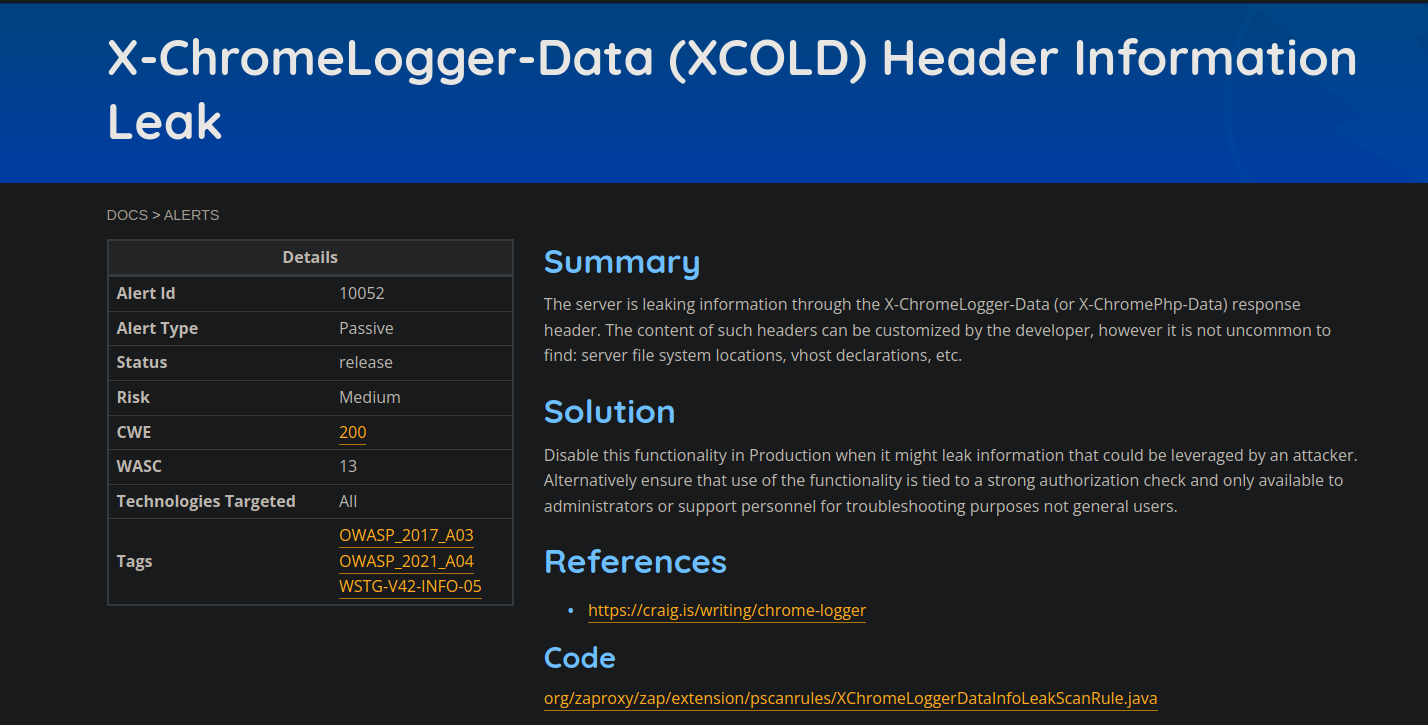 X-ChromeLogger-Data (XCOLD) Header Information
Leak
DOCS > ALERTS
Details
Alert Id 10052
Alert Type Passive
Status release
Risk Medium
CWE 200
WASC 13
Technologies Targeted All
Tags
OWASP_2017_A03
OWASP_2021_A04
WSTG-V42-INFO-05
Summary
The server is leaking information through the X-ChromeLogger-Data (or X-ChromePhp-Data) response
header. The content of such headers can be customized by the developer, however it is not uncommon to
find: server file system locations, vhost declarations, etc.
Solution
Disable this functionality in Production when it might leak information that could be leveraged by an attacker.
Alternatively ensure that use of the functionality is tied to a strong authorization check and only available to
administrators or support personnel for troubleshooting purposes not general users.
References
• https://craig.is/writing/chrome-logger
Code
org/zaproxy/zap/extension/pscanrules/XChromeLoggerDataInfoLeakScanRule.java